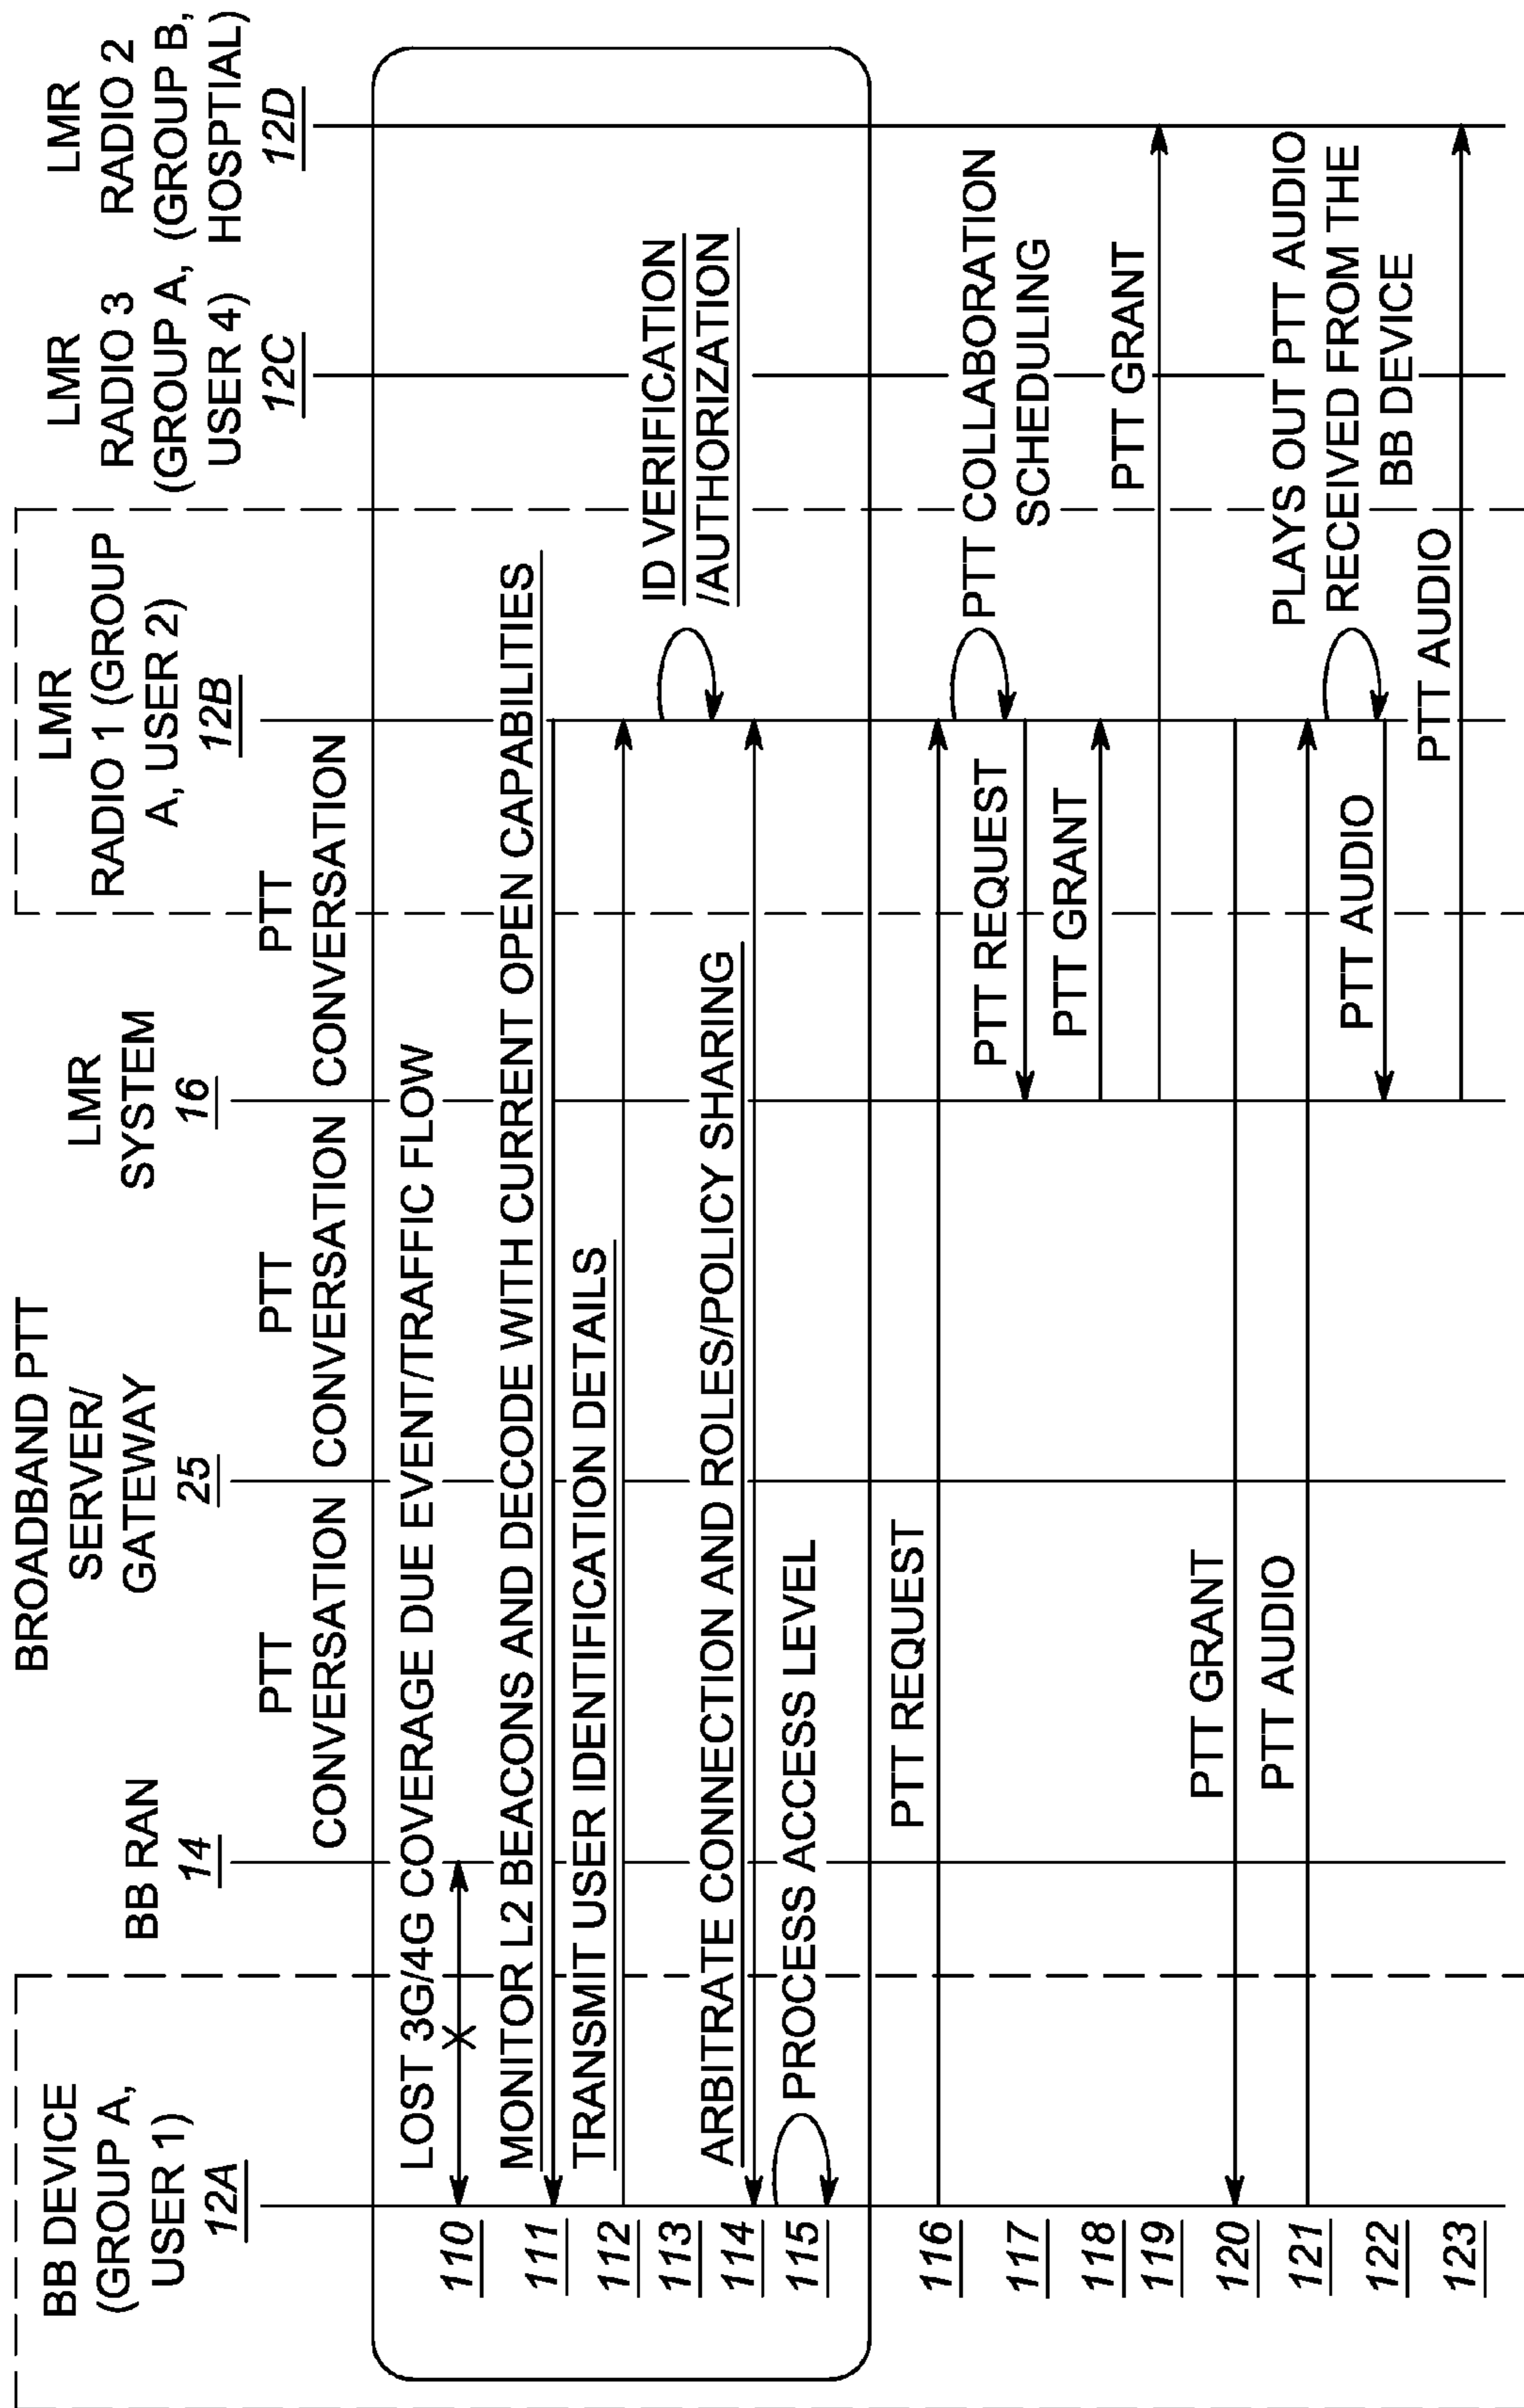 BB DEVICE
(GROUP A,
USER 1)
12A
BB RAN
14
BROADBAND PTT
SERVER/
GATEWAY
25
LMR
SYSTEM
16
LMR
RADIO 1 (GROUP
A, USER 2)
12B
LMR
RADIO 3
(GROUP A,
USER 4)
12C
LMR
RADIO 2
(GROUP B,
HOSPTIAL)
12D
PTT
CONVERSATION
PTT
CONVERSATION
PTT
CONVERSATION
110
LOST 3G/4G COVERAGE DUE EVENT/TRAFFIC FLOW
X
111
MONITOR L2 BEACONS AND DECODE WITH CURRENT OPEN CAPABILITIES
112
TRANSMIT USER IDENTIFICATION DETAILS
113
ID VERIFICATION
/AUTHORIZATION
114
ARBITRATE CONNECTION AND ROLES/POLICY SHARING
115
PROCESS ACCESS LEVEL
116
PTT REQUEST
PTT COLLABORATION
SCHEDULING
117
PTT REQUEST
118
PTT GRANT
119
PTT GRANT
120
PTT GRANT
121
PTT AUDIO
PLAYS OUT PTT AUDIO
RECEIVED FROM THE
BB DEVICE
122
PTT AUDIO
123
PTT AUDIO